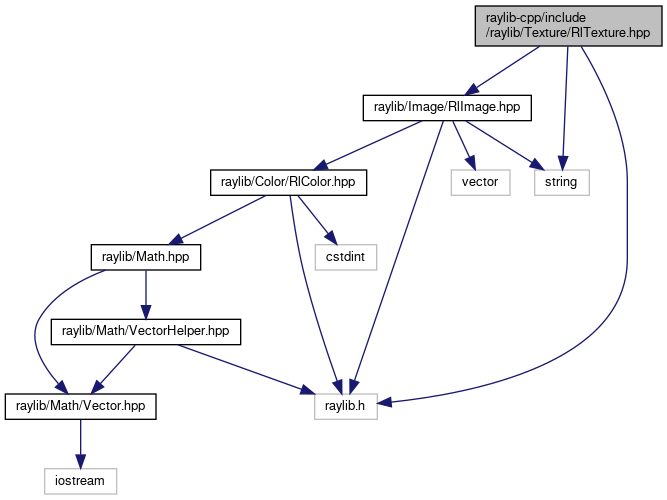 raylib-cpp/include
/raylib/Texture/RlTexture.hpp
raylib/Image/RlImage.hpp
raylib/Color/RlColor.hpp
vector
string
raylib/Math.hpp
cstdint
raylib/Math/VectorHelper.hpp
raylib/Math/Vector.hpp
raylib.h
iostream